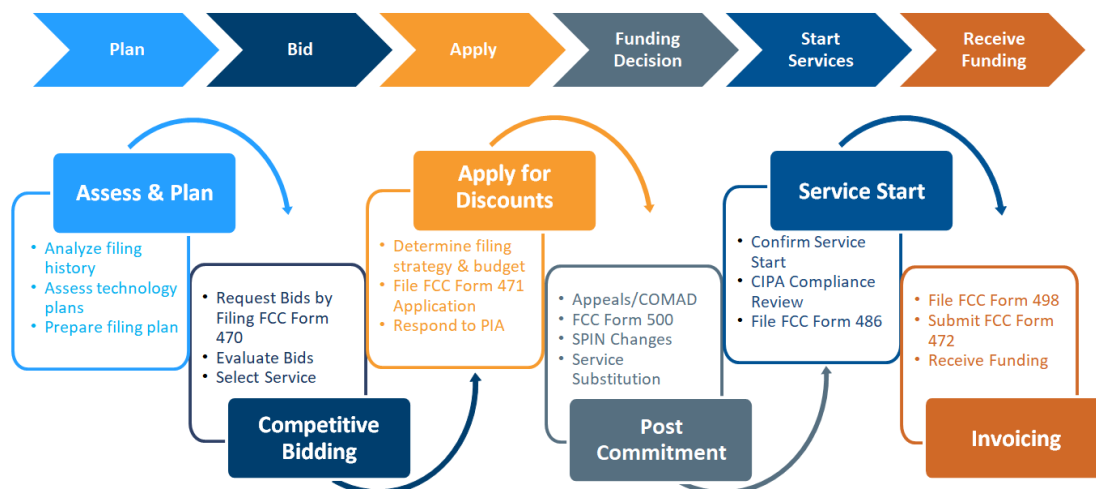 Plan
Bid
Apply
Funding
Decision
Start
Services
Receive
Funding
Assess & Plan
• Analyze filing
history
• Assess technology
plans
• Prepare filing plan
• Request Bids by
Filing FCC Form
470
• Evaluate Bids
• Select Service
Competitive
Bidding
Apply for
Discounts
• Determine filing
strategy & budget
• File FCC Form 471
Application
• Respond to PIA
• Appeals/COMAD
• FCC Form 500
• SPIN Changes
• Service
Substitution
Post
Commitment
Service Start
• Confirm Service
Start
• CIPA Compliance
Review
• File FCC Form 486
• File FCC Form 498
• Submit FCC Form
472
• Receive Funding
Invoicing